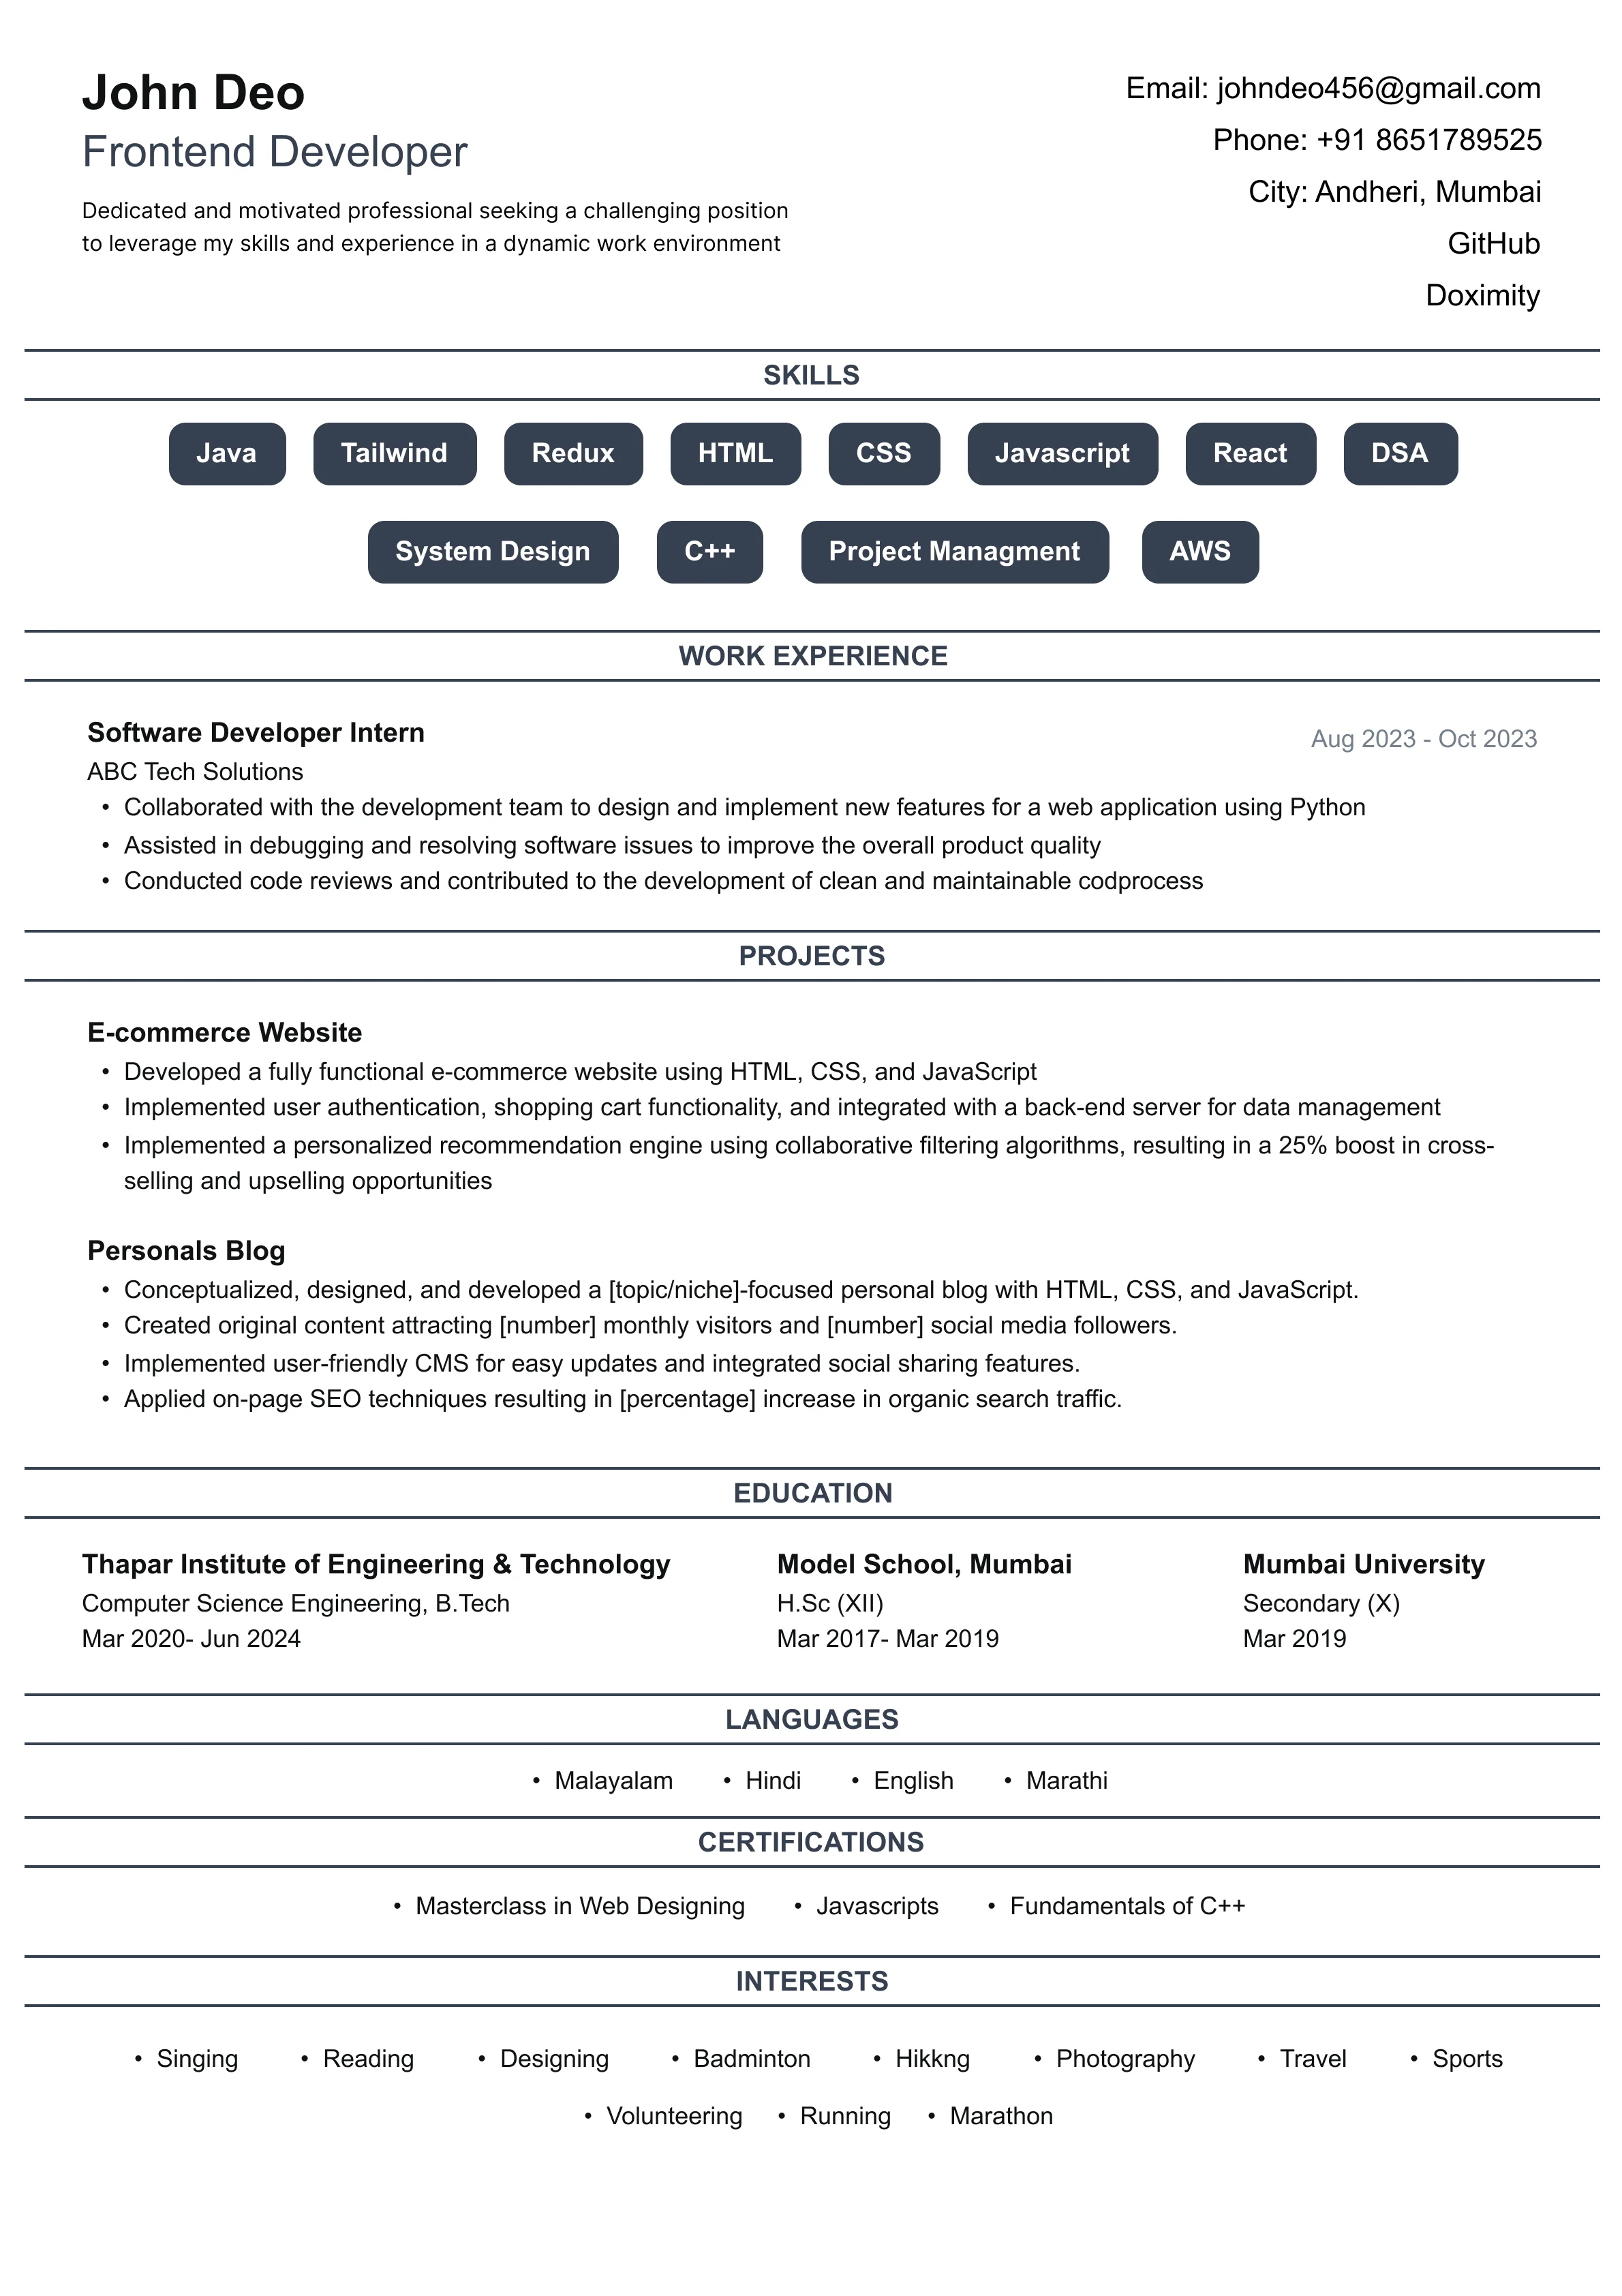 John Deo
Frontend Developer
Dedicated and motivated professional seeking a challenging position
to leverage my skills and experience in a dynamic work environment
Email: johndeo456@gmail.com
Phone: +91 8651789525
City: Andheri, Mumbai
GitHub
Doximity
SKILLS
Java Tailwind Redux HTML CSS Javascript React DSA
System Design C++ Project Managment AWS
WORK EXPERIENCE
Software Developer Intern Aug 2023 - Oct 2023
ABC Tech Solutions
• Collaborated with the development team to design and implement new features for a web application using Python
• Assisted in debugging and resolving software issues to improve the overall product quality
• Conducted code reviews and contributed to the development of clean and maintainable codprocess
PROJECTS
E-commerce Website
• Developed a fully functional e-commerce website using HTML, CSS, and JavaScript
• Implemented user authentication, shopping cart functionality, and integrated with a back-end server for data management
• Implemented a personalized recommendation engine using collaborative filtering algorithms, resulting in a 25% boost in cross-
selling and upselling opportunities
Personals Blog
• Conceptualized, designed, and developed a [topic/niche]-focused personal blog with HTML, CSS, and JavaScript.
• Created original content attracting [number] monthly visitors and [number] social media followers.
• Implemented user-friendly CMS for easy updates and integrated social sharing features.
• Applied on-page SEO techniques resulting in [percentage] increase in organic search traffic.
EDUCATION
Thapar Institute of Engineering & Technology
Computer Science Engineering, B.Tech
Mar 2020- Jun 2024
Model School, Mumbai
H.Sc (XII)
Mar 2017- Mar 2019
Mumbai University
Secondary (X)
Mar 2019
LANGUAGES
• Malayalam • Hindi • English • Marathi
CERTIFICATIONS
• Masterclass in Web Designing • Javascripts • Fundamentals of C++
INTERESTS
• Singing • Reading • Designing • Badminton • Hikkng • Photography • Travel • Sports
• Volunteering • Running • Marathon